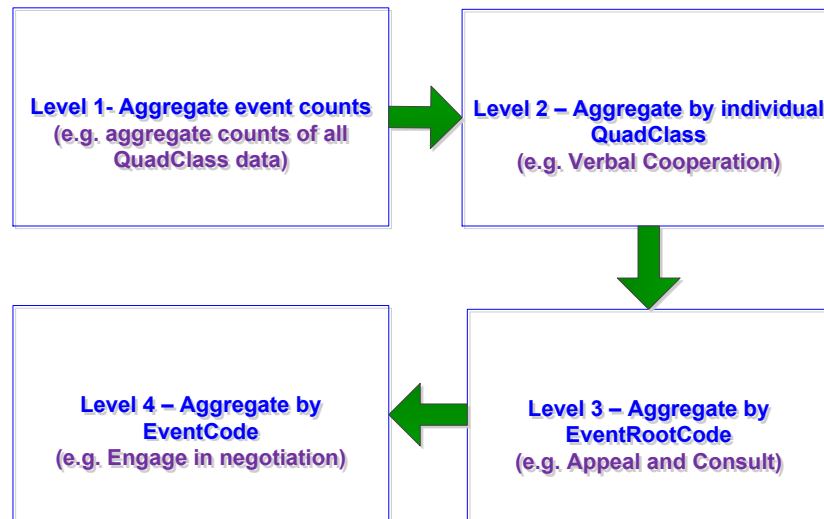 Level 1- Aggregate event counts
(e.g. aggregate counts of all
QuadClass data)
Level 2 – Aggregate by individual
QuadClass
(e.g. Verbal Cooperation)
Level 4 – Aggregate by
EventCode
(e.g. Engage in negotiation)
Level 3 – Aggregate by
EventRootCode
(e.g. Appeal and Consult)